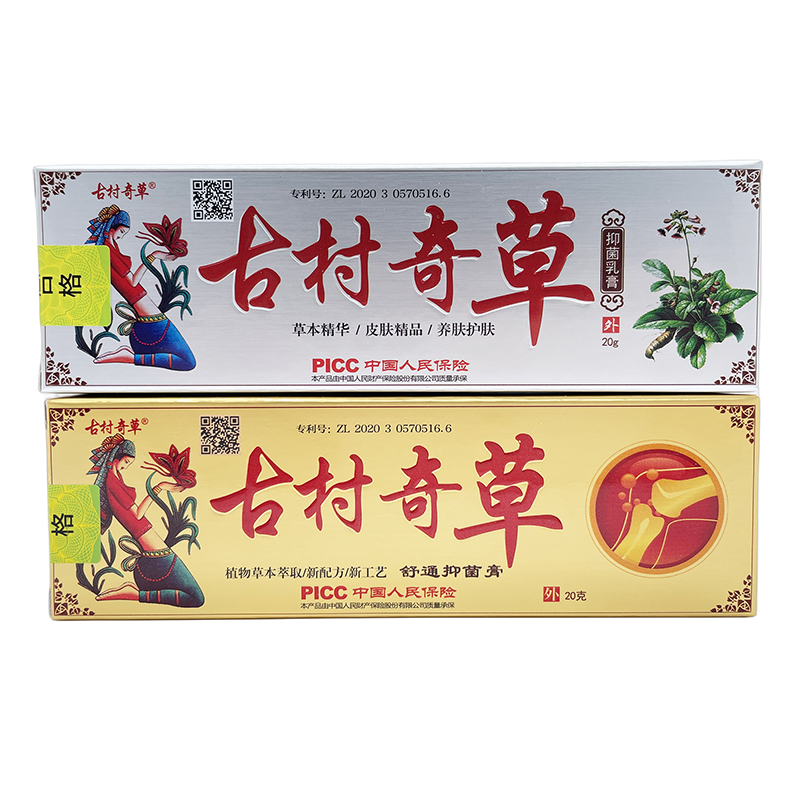 古村奇草®
专利号：ZL 2020 3 0570516.6
古村奇草
抑菌乳膏
草本精华 / 皮肤精品 / 养肤护肤
外
20g
合格
PICC 中国人民保险
本产品由中国人民财产保险股份有限公司质量承保
古村奇草®
专利号：ZL 2020 3 0570516.6
古村奇草
格
植物草本萃取/新配方/新工艺 舒通抑菌膏
PICC 中国人民保险
外 20克
本产品由中国人民财产保险股份有限公司质量承保